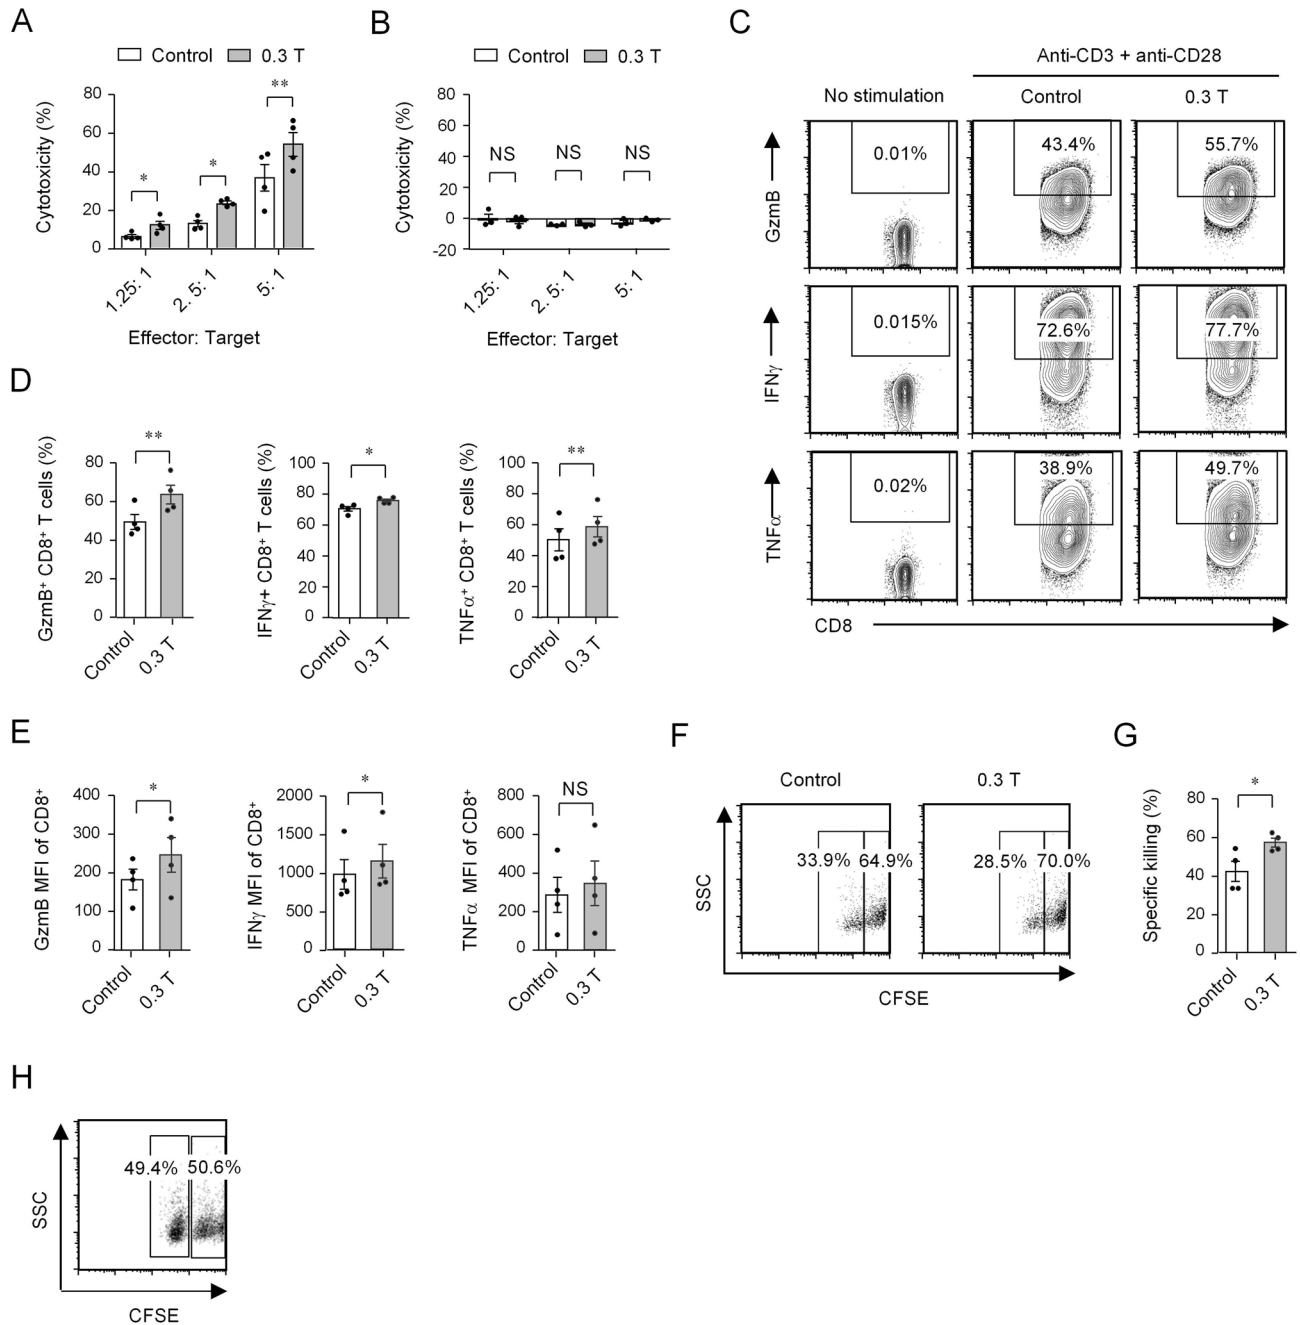 A
Control 0.3 T
Cytotoxicity (%)
80
60
40
20
0
*
*
**
1.25: 1
2. 5: 1
5: 1
Effector: Target
B
Control 0.3 T
Cytotoxicity (%)
80
60
40
20
0
-20
NS
NS
NS
1.25: 1
2. 5: 1
5: 1
Effector: Target
C
Anti-CD3 + anti-CD28
No stimulation Control 0.3 T
GzmB
0.01% 43.4% 55.7%
IFNγ
0.015% 72.6% 77.7%
TNFα
0.02% 38.9% 49.7%
CD8
D
GzmB⁺ CD8⁺ T cells (%)
80
60
40
20
0
**
Control
0.3 T
IFNγ+ CD8⁺ T cells (%)
100
80
60
40
20
0
*
Control
0.3 T
TNFα⁺ CD8⁺ T cells (%)
100
80
60
40
20
0
**
Control
0.3 T
E
GzmB MFI of CD8⁺
400
300
200
100
0
*
Control
0.3 T
IFNγ MFI of CD8⁺
2000
1500
1000
500
0
*
Control
0.3 T
TNFα MFI of CD8⁺
800
600
400
200
0
NS
Control
0.3 T
F
Control 0.3 T
SSC
33.9% 64.9% 28.5% 70.0%
CFSE
G
Specific killing (%)
80
60
40
20
0
*
Control
0.3 T
H
SSC
49.4% 50.6%
CFSE